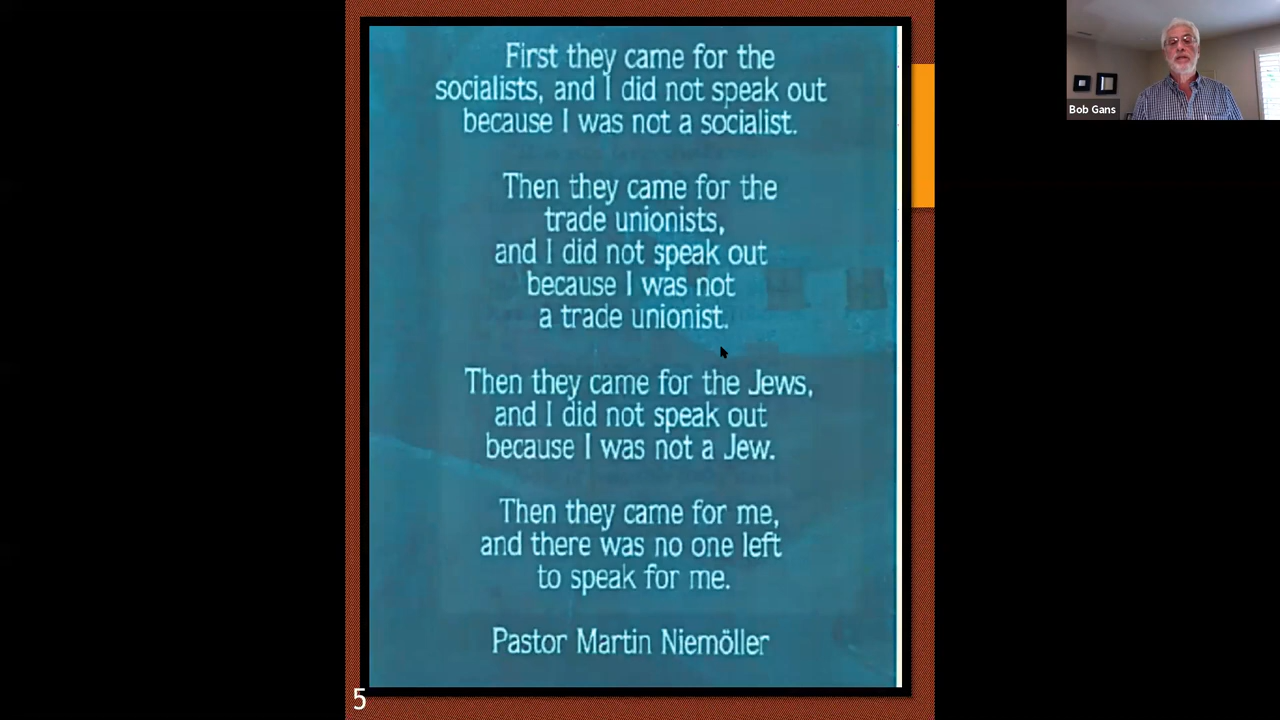 First they came for the
socialists, and I did not speak out
because I was not a socialist.
Then they came for the
trade unionists,
and I did not speak out
because I was not
a trade unionist.
Then they came for the Jews,
and I did not speak out
because I was not a Jew.
Then they came for me,
and there was no one left
to speak for me.
Pastor Martin Niemöller
5
Bob Gans